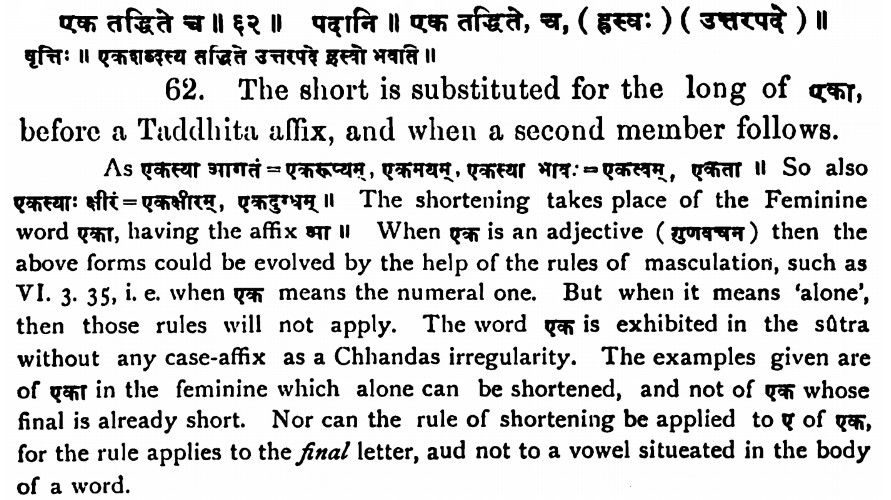 एक तद्धिते च ॥ ६२ ॥ पदानि ॥ एक तद्धिते, च, ( ह्रस्वः ) ( उत्तरपदे ) ॥
वृत्तिः ॥ एकशब्दस्य तद्धिते उत्तरपदे ह्रस्वो भवति ॥
62. The short is substituted for the long of एका,
before a Taddhita affix, and when a second member follows.
As एकस्या आगतं = एकरूप्यम्, एकमयम्, एकस्या भावः = एकत्वम्, एकता ॥ So also
एकस्याः क्षीरं = एकक्षीरम्, एकदुग्धम् ॥ The shortening takes place of the Feminine
word एका, having the affix आ ॥ When एक is an adjective ( गुणवचन ) then the
above forms could be evolved by the help of the rules of masculation, such as
VI. 3. 35, i. e. when एक means the numeral one. But when it means ‘alone’,
then those rules will not apply. The word एक is exhibited in the sûtra
without any case-affix as a Chhandas irregularity. The examples given are
of एका in the feminine which alone can be shortened, and not of एक whose
final is already short. Nor can the rule of shortening be applied to ए of एक,
for the rule applies to the final letter, aud not to a vowel situeated in the body
of a word.